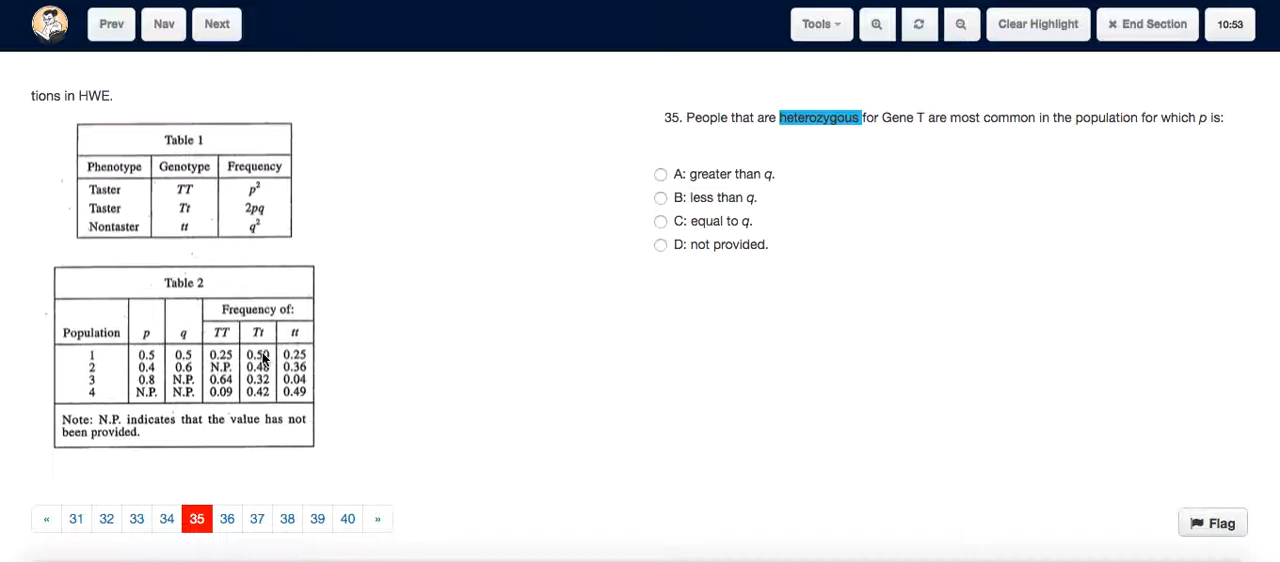 Prev Nav Next Tools Clear Highlight End Section 10:53
tions in HWE.
Table 1
Phenotype Genotype Frequency
Taster TT p²
Taster Tt 2pq
Nontaster tt q²
Table 2
Frequency of:
Population p q TT Tt tt
1 0.5 0.5 0.25 0.50 0.25
2 0.4 0.6 N.P. 0.48 0.36
3 0.8 N.P. 0.64 0.32 0.04
4 N.P. N.P. 0.09 0.42 0.49
Note: N.P. indicates that the value has not
been provided.
35. People that are heterozygous for Gene T are most common in the population for which p is:
A: greater than q.
B: less than q.
C: equal to q.
D: not provided.
« 31 32 33 34 35 36 37 38 39 40 »
Flag